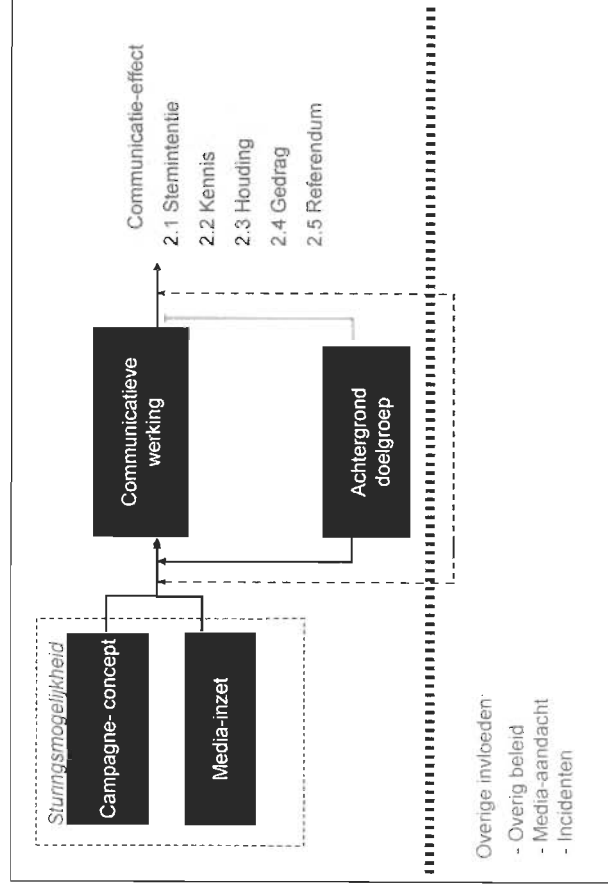 Sturingsmogelijkheid
Campagne- concept
Media-inzet
Communicatieve
werking
Achtergrond
doelgroep
Communicatie-effect
2.1 Stemintentie
2.2 Kennis
2.3 Houding
2.4 Gedrag
2.5 Referendum
Overige invloeden:
- Overig beleid
- Media-aandacht
- Incidenten